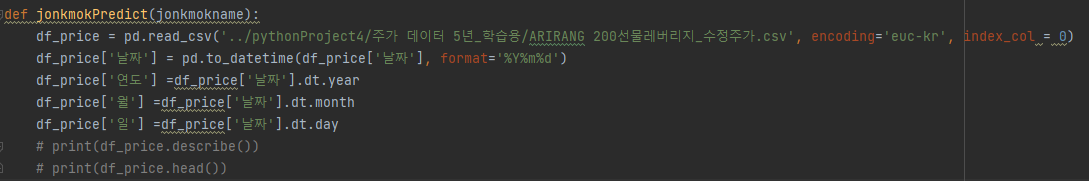 def jonkmokPredict(jonkmokname):
    df_price = pd.read_csv('../pythonProject4/주가 데이터 5년_학습용/ARIRANG 200선물레버리지_수정주가.csv', encoding='euc-kr', index_col = 0)
    df_price['날짜'] = pd.to_datetime(df_price['날짜'], format='%Y%m%d')
    df_price['연도'] =df_price['날짜'].dt.year
    df_price['월'] =df_price['날짜'].dt.month
    df_price['일'] =df_price['날짜'].dt.day
    # print(df_price.describe())
    # print(df_price.head())